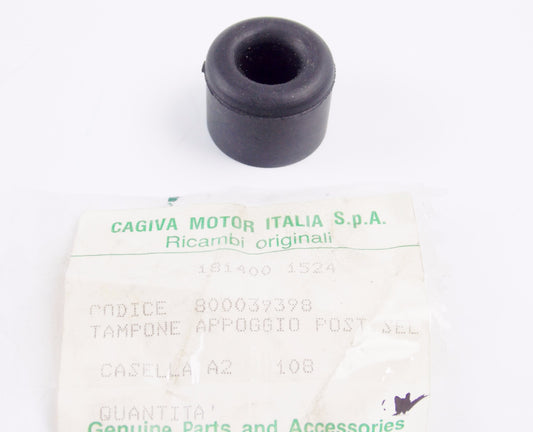 CAGIVA MOTOR ITALIA S.p.A.
Ricambi originali
181400 1524
CODICE 800039398
TAMPONE APPOGGIO POST SEL
CASELLA A2 108
QUANTITA'
Genuine Parts and Accessories